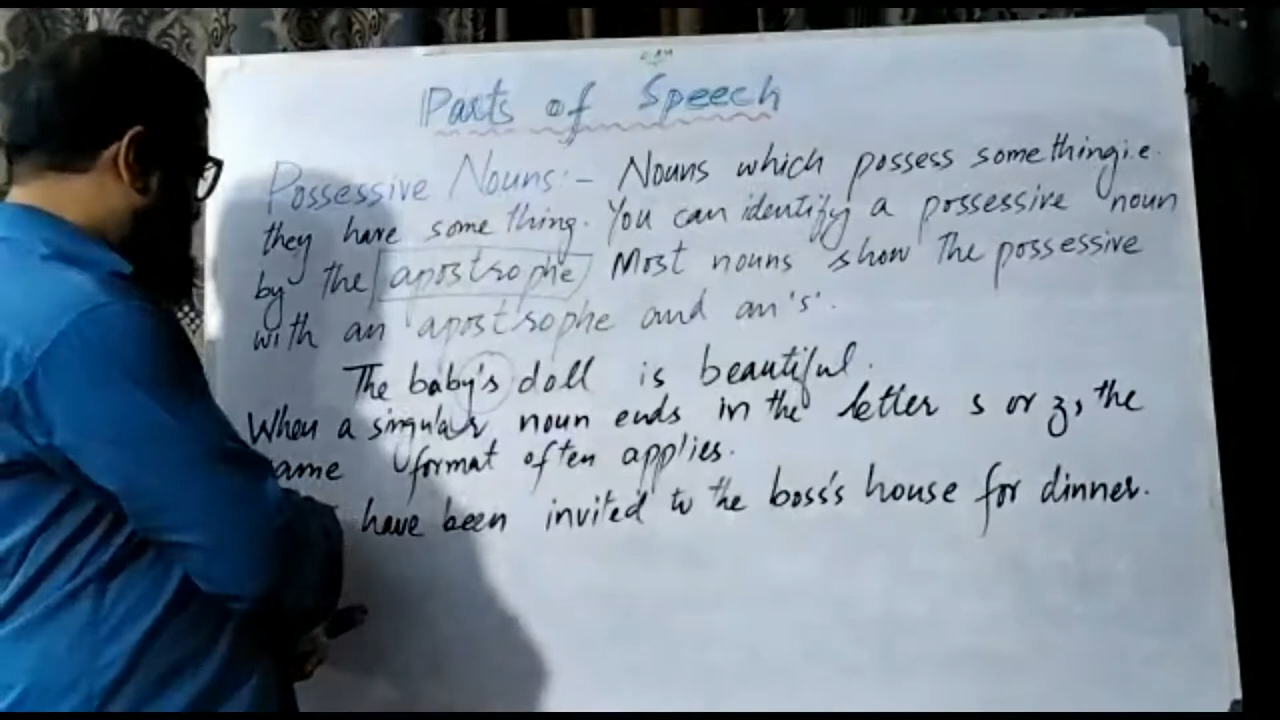 Parts of Speech
Possessive Nouns:- Nouns which possess something i.e.
they have something. You can identify a possessive noun
by the apostrophe Most nouns show the possessive
with an apostrophe and an 's'.
The baby's doll is beautiful.
When a singular noun ends in the letter s or z, the
same format often applies.
have been invited to the boss's house for dinner.